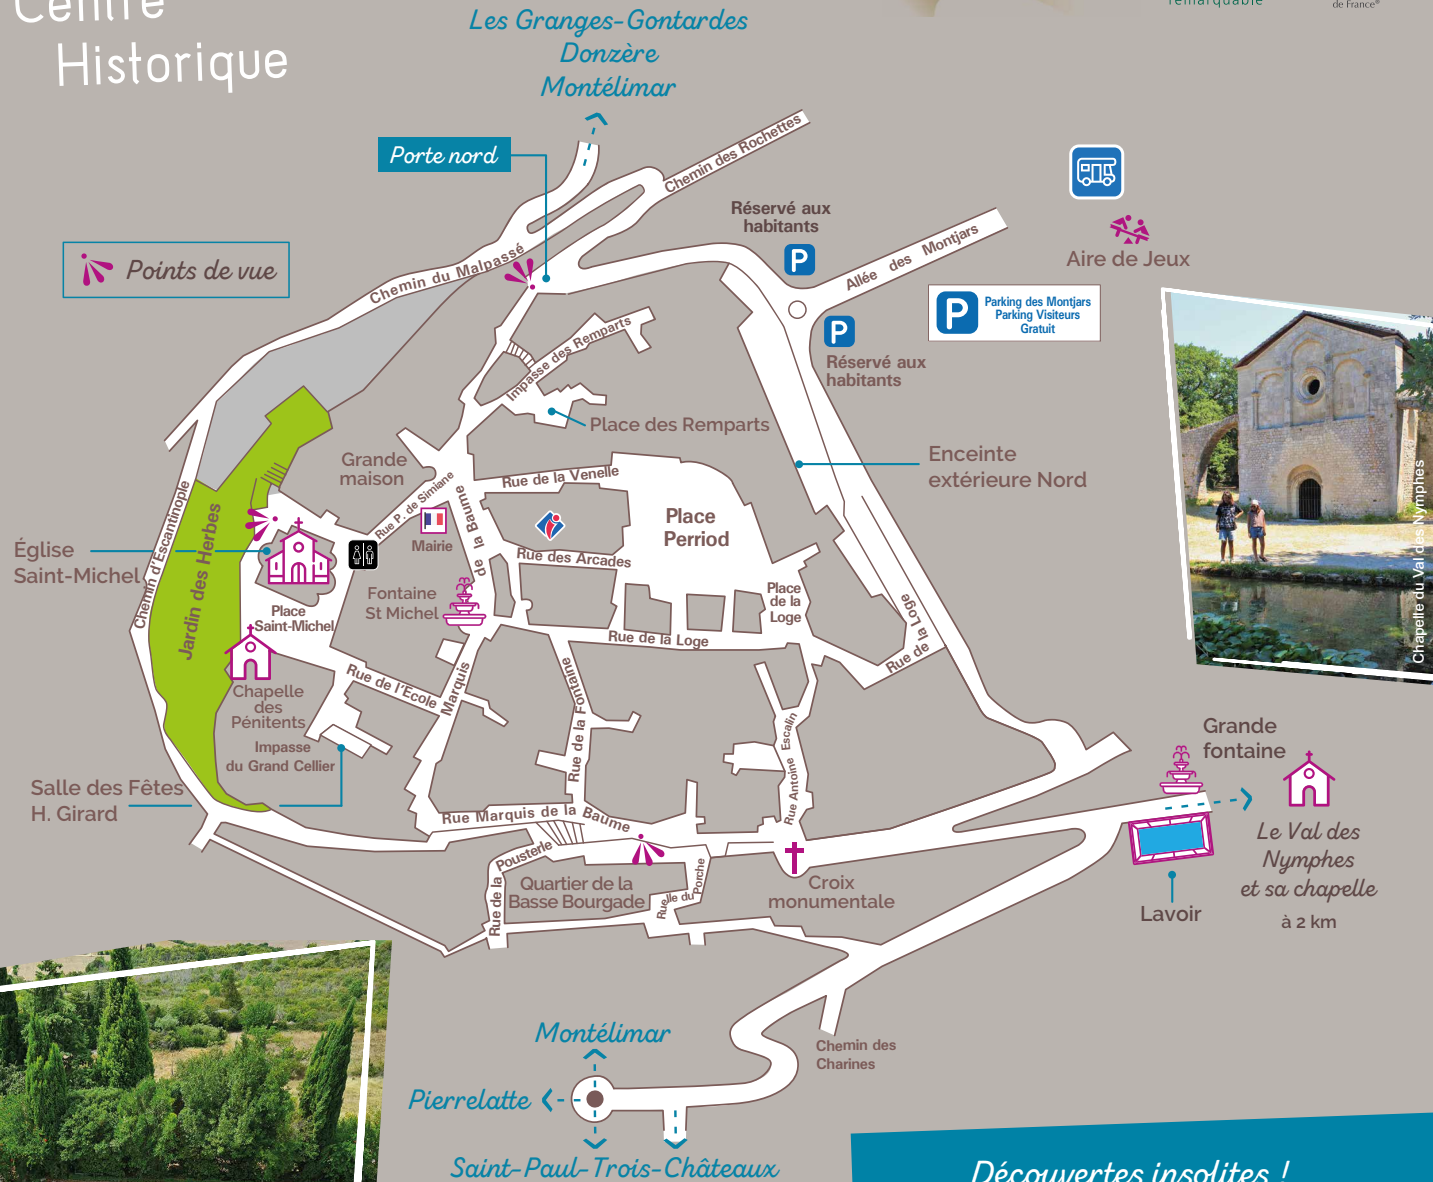 Centre
Historique
remarquable
de France®
Les Granges-Gontardes
Donzère
Montélimar
Porte nord
Chemin des Rochettes
Points de vue
Chemin du Malpassé
Réservé aux
habitants
P
Allée des Montjars
Aire de Jeux
P
Parking des Montjars
Parking Visiteurs
Gratuit
P
Réservé aux
habitants
Impasse des Remparts
Place des Remparts
Grande
maison
Enceinte
extérieure Nord
Rue de la Venelle
Rue P. de Simiane
Place
Perriod
Mairie
Rue des Arcades
de la Baume
Chemin d'Escantinople
Jardin des Herbes
Église
Saint-Michel
Fontaine
St Michel
Place
Saint-Michel
Place
de la
Loge
Rue de la Loge
Rue de
la Loge
Chapelle
des
Pénitents
Rue de l'École
Marquis
Rue de la Fontaine
Rue Antoine Escalin
Impasse
du Grand Cellier
Salle des Fêtes
H. Girard
Rue Marquis de la Baume
Rue de la
Pousterle
Quartier de la
Basse Bourgade
Ruelle du Porche
Croix
monumentale
Grande
fontaine
Lavoir
Le Val des
Nymphes
et sa chapelle
à 2 km
Chapelle du Val des Nymphes
Chemin des
Charines
Montélimar
Pierrelatte
Saint-Paul-Trois-Châteaux
Découvertes insolites !